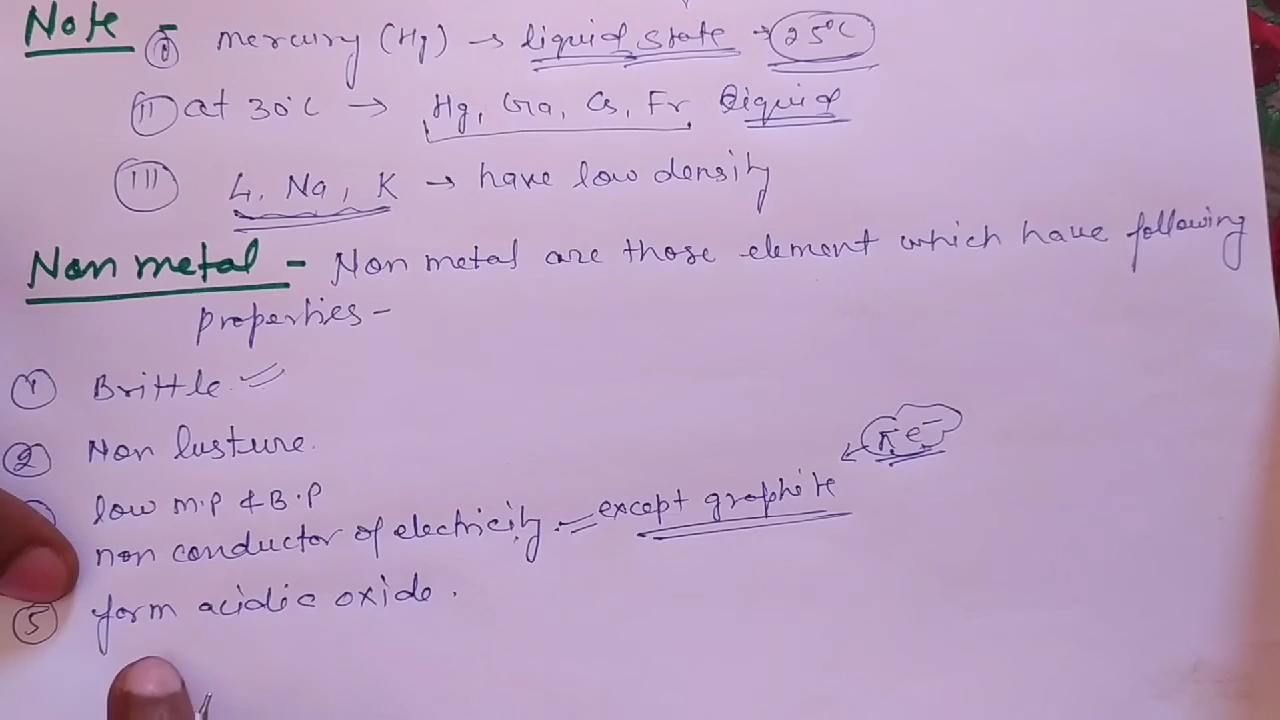 Note (i) mercury (Hg) → liquid state → 25°C
(II) at 30°C → Hg, Ga, Cs, Fr liquid
(III) Li, Na, K → have low density
Non metal - Non metal are those element which have following
properties -
(1) Brittle
(2) Non lusture.
low m.p & B.P
π e⁻
non conductor of electricity. = except graphite
(5) form acidic oxide.